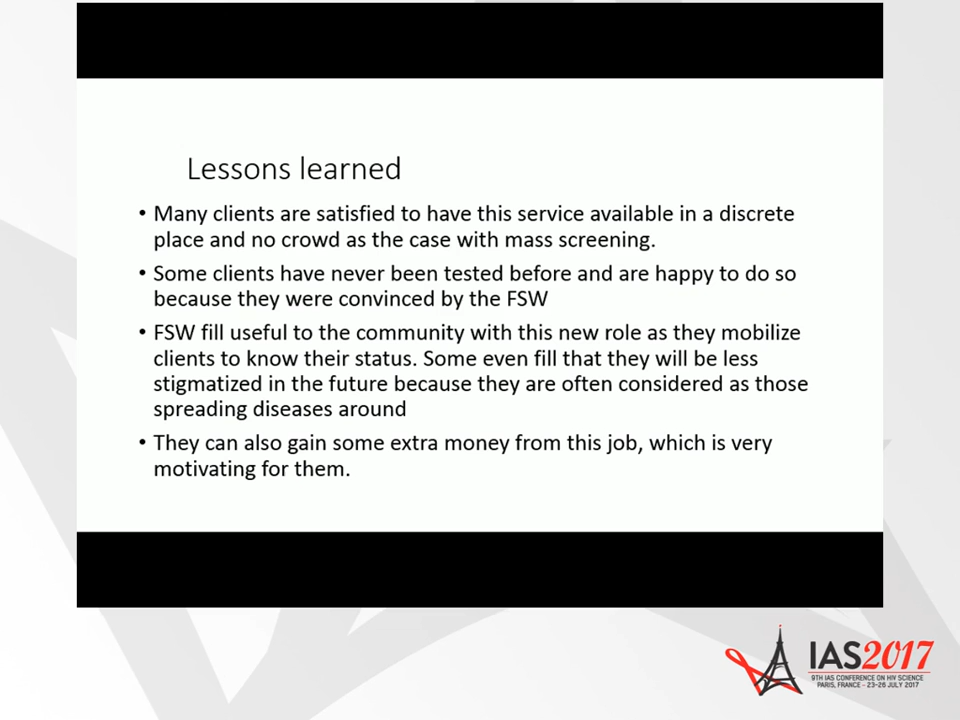 Lessons learned
• Many clients are satisfied to have this service available in a discrete
place and no crowd as the case with mass screening.
• Some clients have never been tested before and are happy to do so
because they were convinced by the FSW
• FSW fill useful to the community with this new role as they mobilize
clients to know their status. Some even fill that they will be less
stigmatized in the future because they are often considered as those
spreading diseases around
• They can also gain some extra money from this job, which is very
motivating for them.
IAS2017
9TH IAS CONFERENCE ON HIV SCIENCE
PARIS, FRANCE - 23-26 JULY 2017